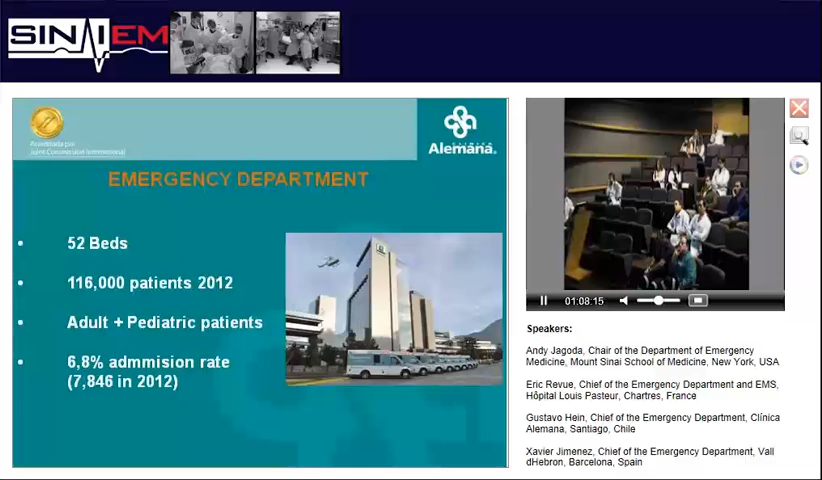 SINAEM
Acreditada por
Joint Commission International
CLINICA
Alemana.
EMERGENCY DEPARTMENT
• 52 Beds
• 116,000 patients 2012
• Adult + Pediatric patients
• 6,8% admmision rate
(7,846 in 2012)
01:08:15
Speakers:
Andy Jagoda, Chair of the Department of Emergency
Medicine, Mount Sinai School of Medicine, New York, USA
Eric Revue, Chief of the Emergency Department and EMS,
Hôpital Louis Pasteur, Chartres, France
Gustavo Hein, Chief of the Emergency Department, Clínica
Alemana, Santiago, Chile
Xavier Jimenez, Chief of the Emergency Department, Vall
dHebron, Barcelona, Spain